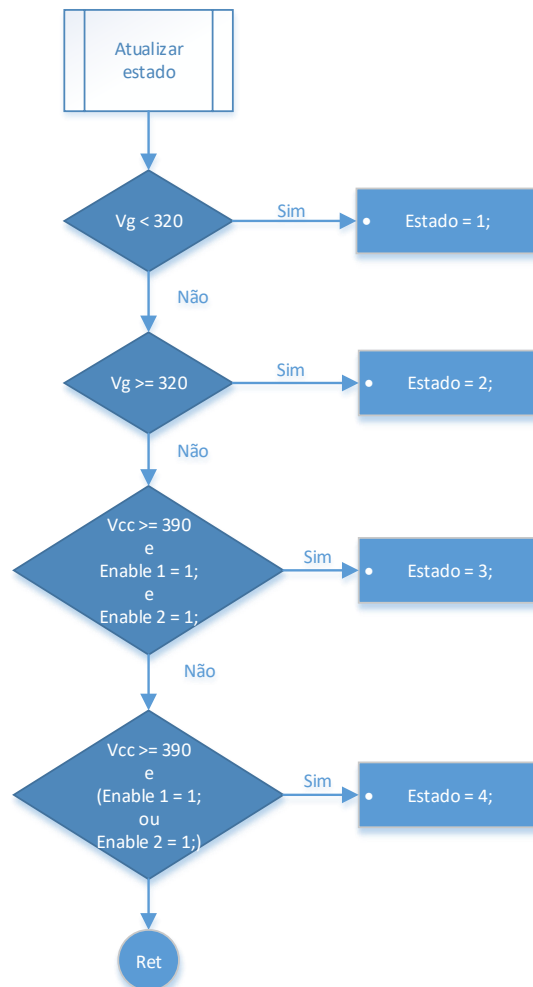 Atualizar
estado
Vg < 320
Sim
• Estado = 1;
Não
Vg >= 320
Sim
• Estado = 2;
Não
Vcc >= 390
e
Enable 1 = 1;
e
Enable 2 = 1;
Sim
• Estado = 3;
Não
Vcc >= 390
e
(Enable 1 = 1;
ou
Enable 2 = 1;)
Sim
• Estado = 4;
Ret